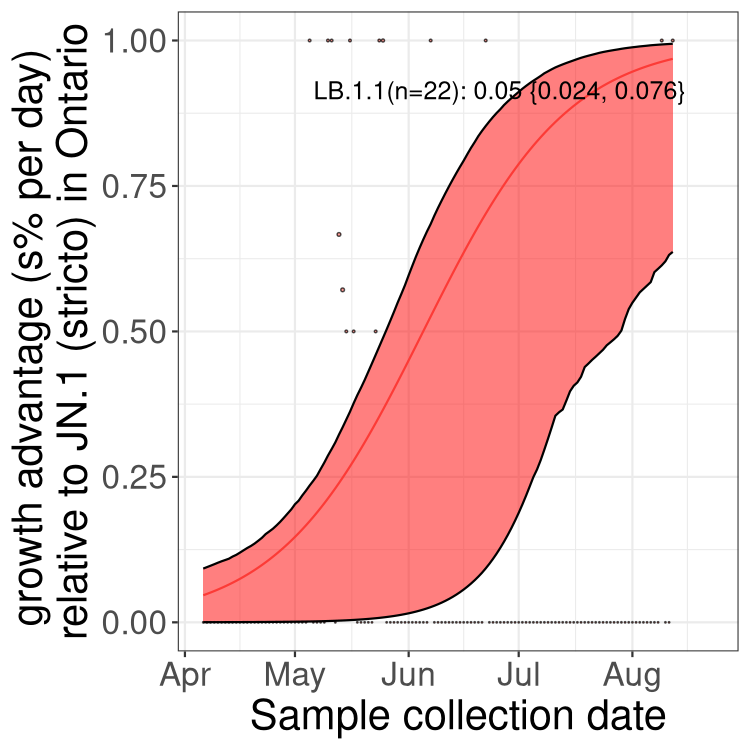 growth advantage (s% per day)
relative to JN.1 (stricto) in Ontario
1.00
0.75
0.50
0.25
0.00
LB.1.1(n=22): 0.05 {0.024, 0.076}
Apr May Jun Jul Aug
Sample collection date